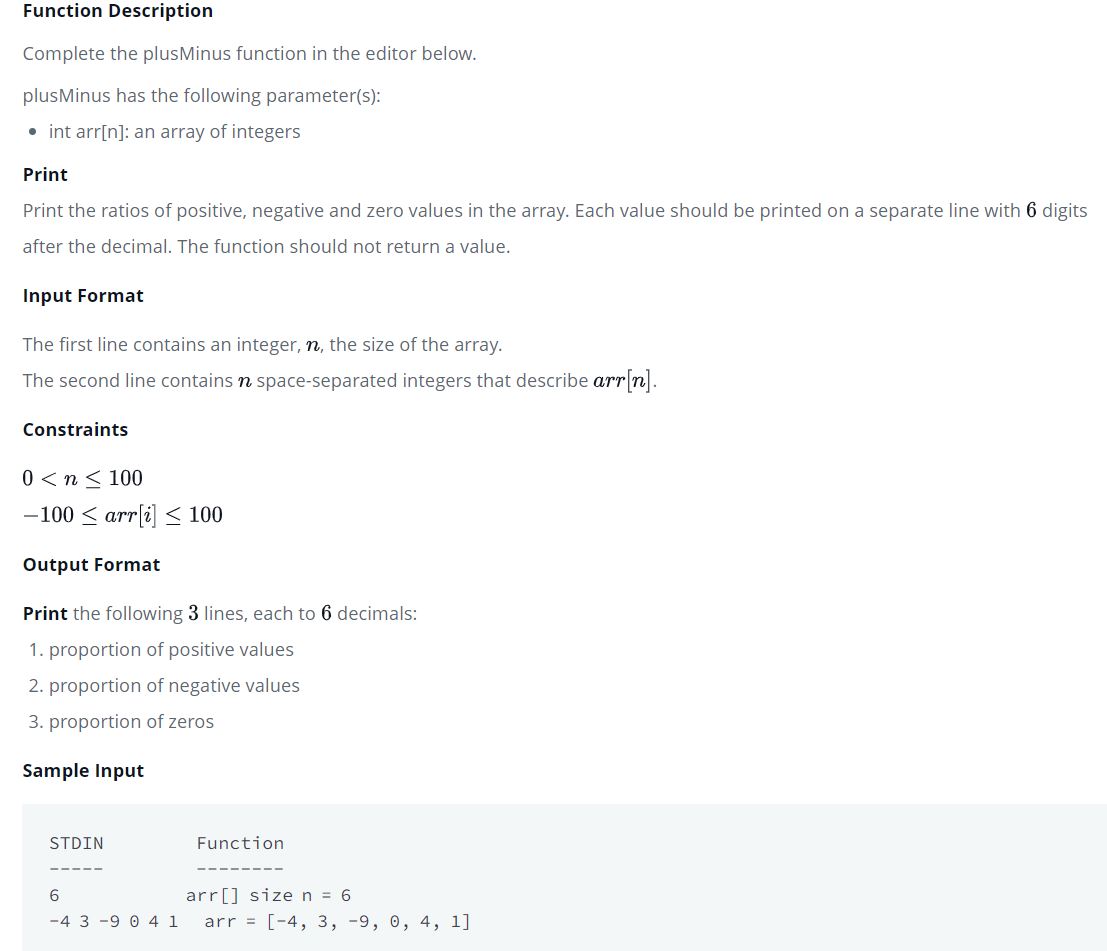 Function Description
Complete the plusMinus function in the editor below.
plusMinus has the following parameter(s):
• int arr[n]: an array of integers
Print
Print the ratios of positive, negative and zero values in the array. Each value should be printed on a separate line with 6 digits
after the decimal. The function should not return a value.
Input Format
The first line contains an integer, n, the size of the array.
The second line contains n space-separated integers that describe arr[n].
Constraints
0 < n ≤ 100
−100 ≤ arr[i] ≤ 100
Output Format
Print the following 3 lines, each to 6 decimals:
1. proportion of positive values
2. proportion of negative values
3. proportion of zeros
Sample Input
STDIN Function
----- --------
6 arr[] size n = 6
-4 3 -9 0 4 1 arr = [-4, 3, -9, 0, 4, 1]